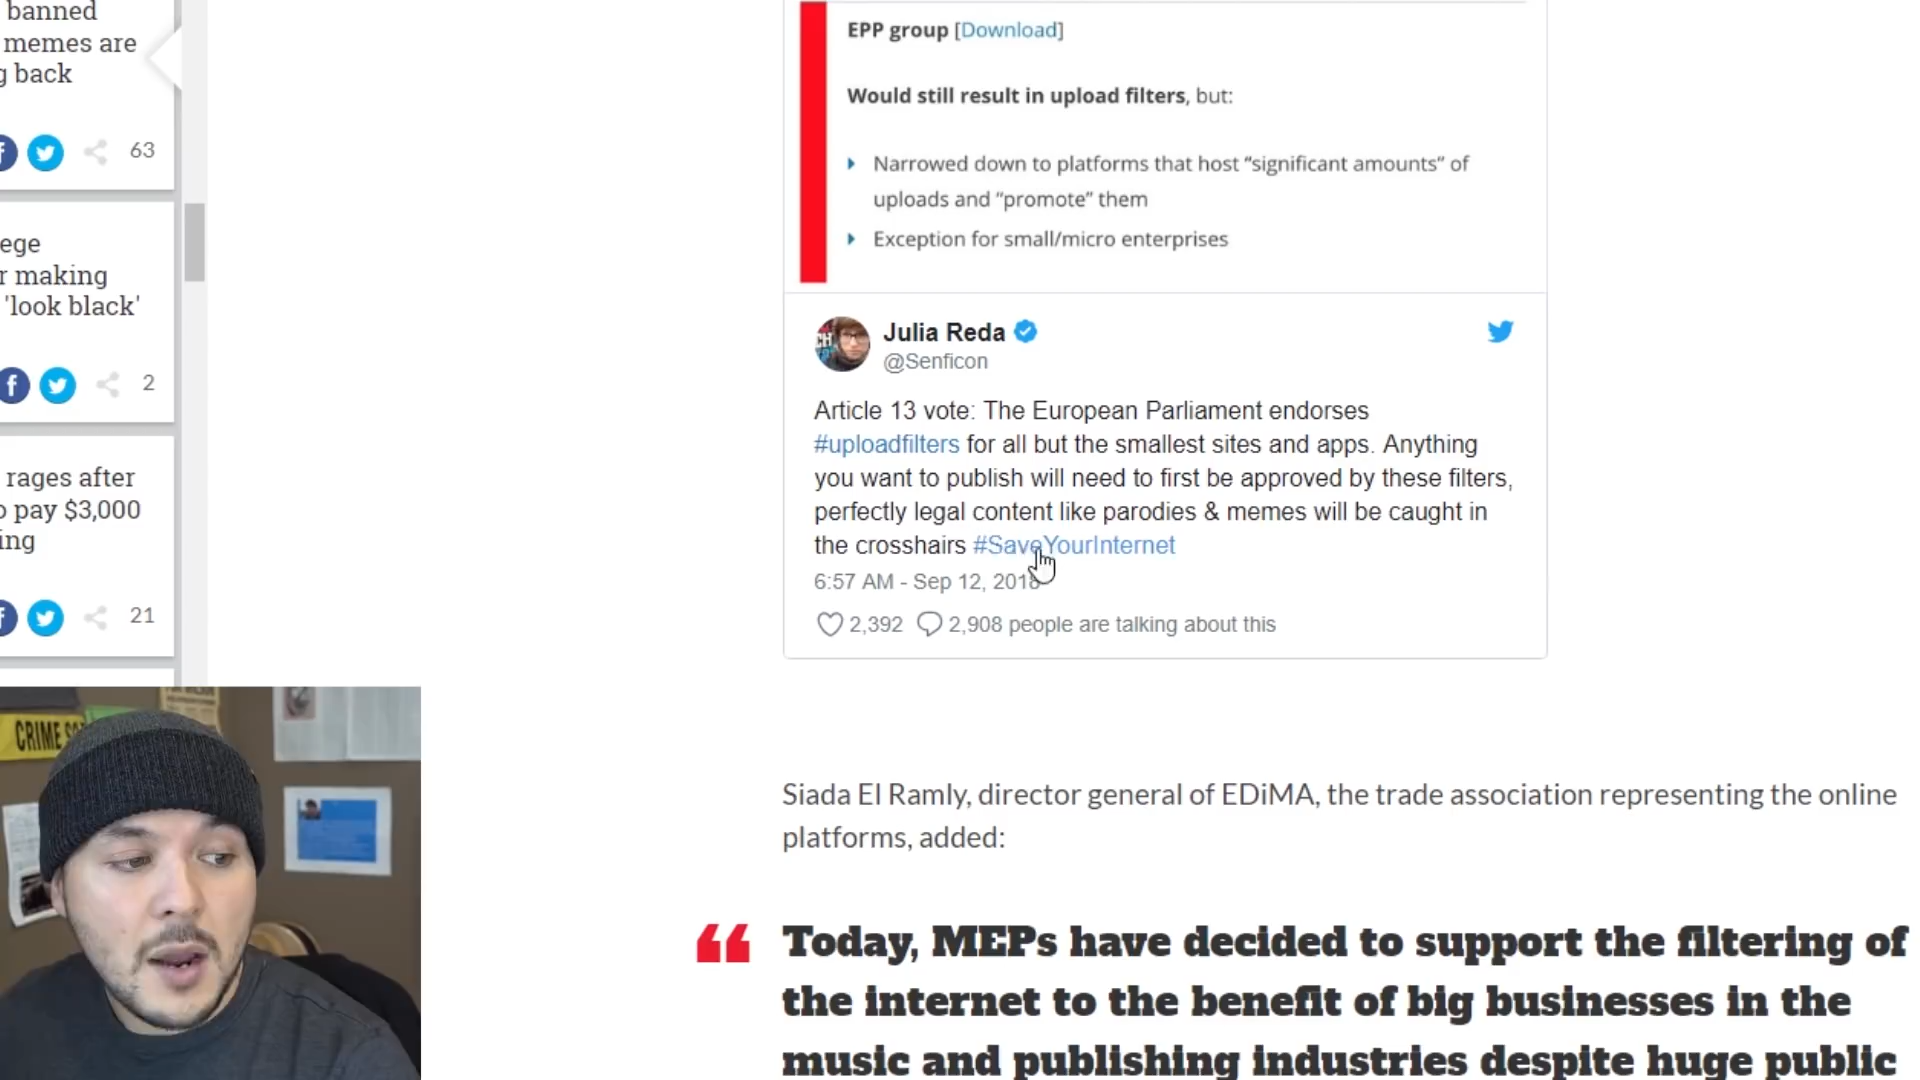 banned
memes are
g back
63
ege
r making
'look black'
2
rages after
o pay $3,000
ing
21
EPP group [Download]
Would still result in upload filters, but:
Narrowed down to platforms that host “significant amounts” of
uploads and “promote” them
Exception for small/micro enterprises
Julia Reda
@Senficon
Article 13 vote: The European Parliament endorses
#uploadfilters for all but the smallest sites and apps. Anything
you want to publish will need to first be approved by these filters,
perfectly legal content like parodies & memes will be caught in
the crosshairs #SaveYourInternet
6:57 AM - Sep 12, 2018
2,392 2,908 people are talking about this
CRIME
Siada El Ramly, director general of EDiMA, the trade association representing the online
platforms, added:
“ Today, MEPs have decided to support the filtering of
the internet to the benefit of big businesses in the
music and publishing industries despite huge public